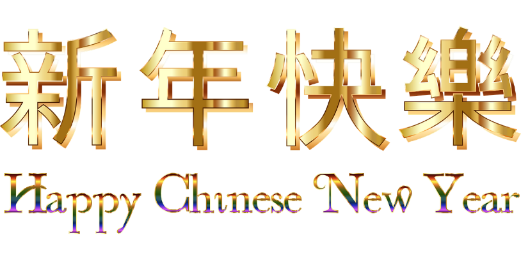 新年快樂
Happy Chinese New Year